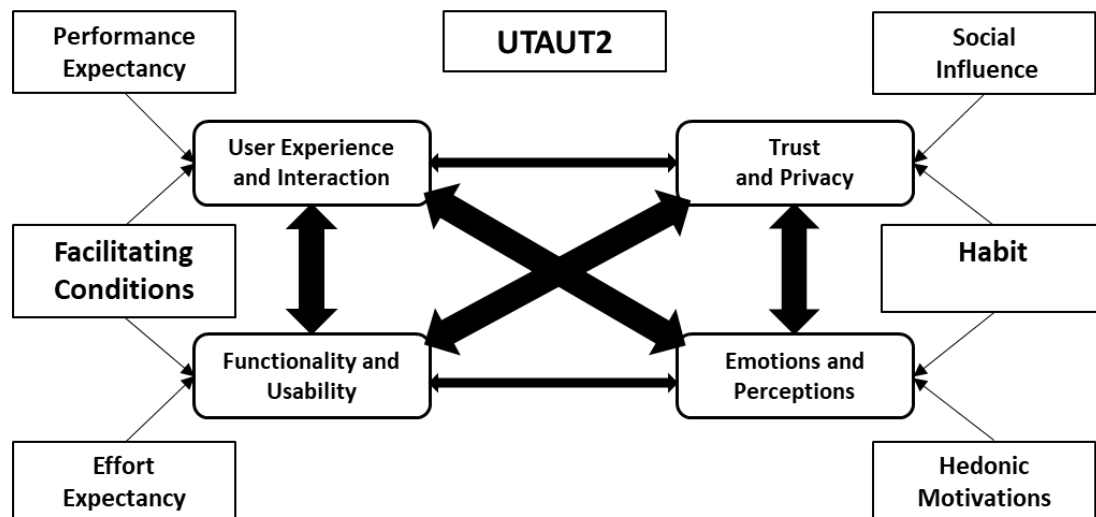 Performance
Expectancy
UTAUT2
Social
Influence
User Experience
and Interaction
Trust
and Privacy
Facilitating
Conditions
Habit
Functionality and
Usability
Emotions and
Perceptions
Effort
Expectancy
Hedonic
Motivations